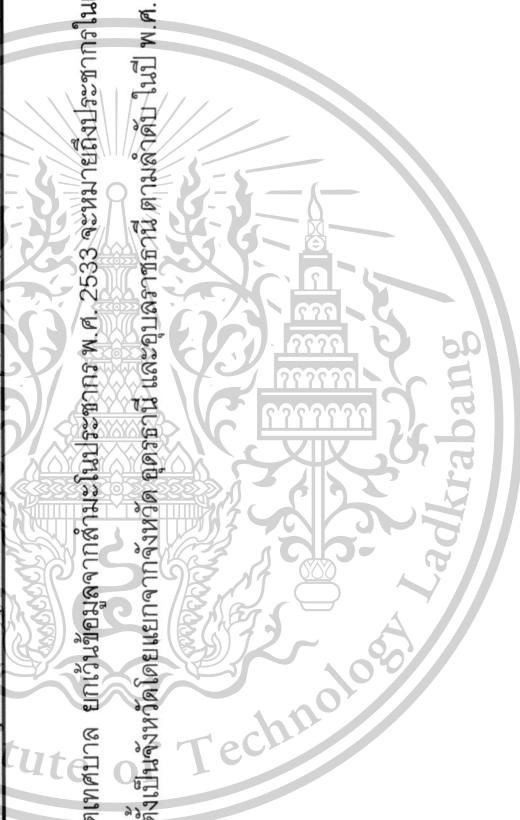 ตเทศบาล ยกเว้นข้อมูลจากสำมะโนประชากร พ.ศ. 2533 จะหมายถึงประชากรใน
ตั้งเป็นจังหวัดโดยแยกจากจังหวัด อุดรธานี และอุบลราชธานี ตามลำดับ ในปี พ.ศ.
tute of Technology Ladkrabang